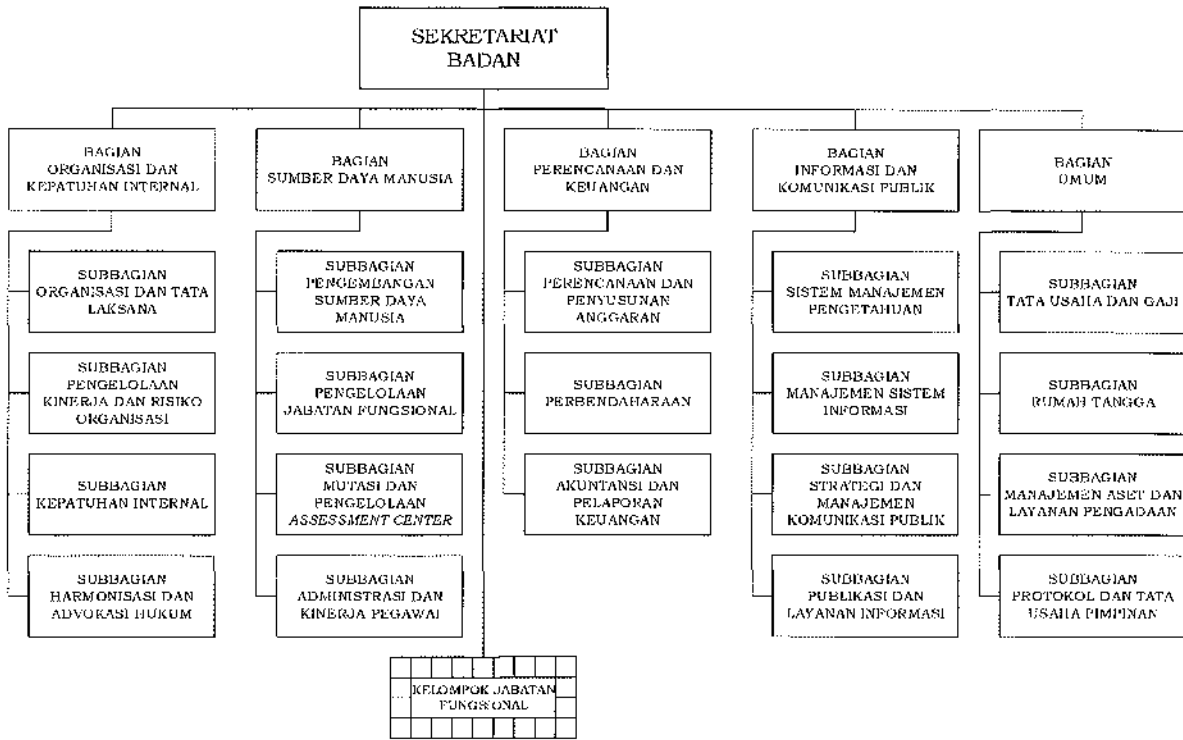 SEKRETARIAT
BADAN
BAGIAN
ORGANISASI DAN
KEPATUHAN INTERNAL
BAGIAN
SUMBER DAYA MANUSIA
BAGIAN
PERENCANAAN DAN
KEUANGAN
BAGIAN
INFORMASI DAN
KOMUNIKASI PUBLIK
BAGIAN
UMUM
SUBBAGIAN
ORGANISASI DAN TATA
LAKSANA
SUBBAGIAN
PENGEMBANGAN
SUMBER DAYA
MANUSIA
SUBBAGIAN
PERENCANAAN DAN
PENYUSUNAN
ANGGARAN
SUBBAGIAN
SISTEM MANAJEMEN
PENGETAHUAN
SUBBAGIAN
TATA USAHA DAN GAJI
SUBBAGIAN
PENGELOLAAN
KINERJA DAN RISIKO
ORGANISASI
SUBBAGIAN
PENGELOLAAN
JABATAN FUNGSIONAL
SUBBAGIAN
PERBENDAHARAAN
SUBBAGIAN
MANAJEMEN SISTEM
INFORMASI
SUBBAGIAN
RUMAH TANGGA
SUBBAGIAN
KEPATUHAN INTERNAL
SUBBAGIAN
MUTASI DAN
PENGELOLAAN
ASSESSMENT CENTER
SUBBAGIAN
AKUNTANSI DAN
PELAPORAN
KEUANGAN
SUBBAGIAN
STRATEGI DAN
MANAJEMEN
KOMUNIKASI PUBLIK
SUBBAGIAN
MANAJEMEN ASET DAN
LAYANAN PENGADAAN
SUBBAGIAN
HARMONISASI DAN
ADVOKASI HUKUM
SUBBAGIAN
ADMINISTRASI DAN
KINERJA PEGAWAI
SUBBAGIAN
PUBLIKASI DAN
LAYANAN INFORMASI
SUBBAGIAN
PROTOKOL DAN TATA
USAHA PIMPINAN
KELOMPOK JABATAN
FUNGSIONAL